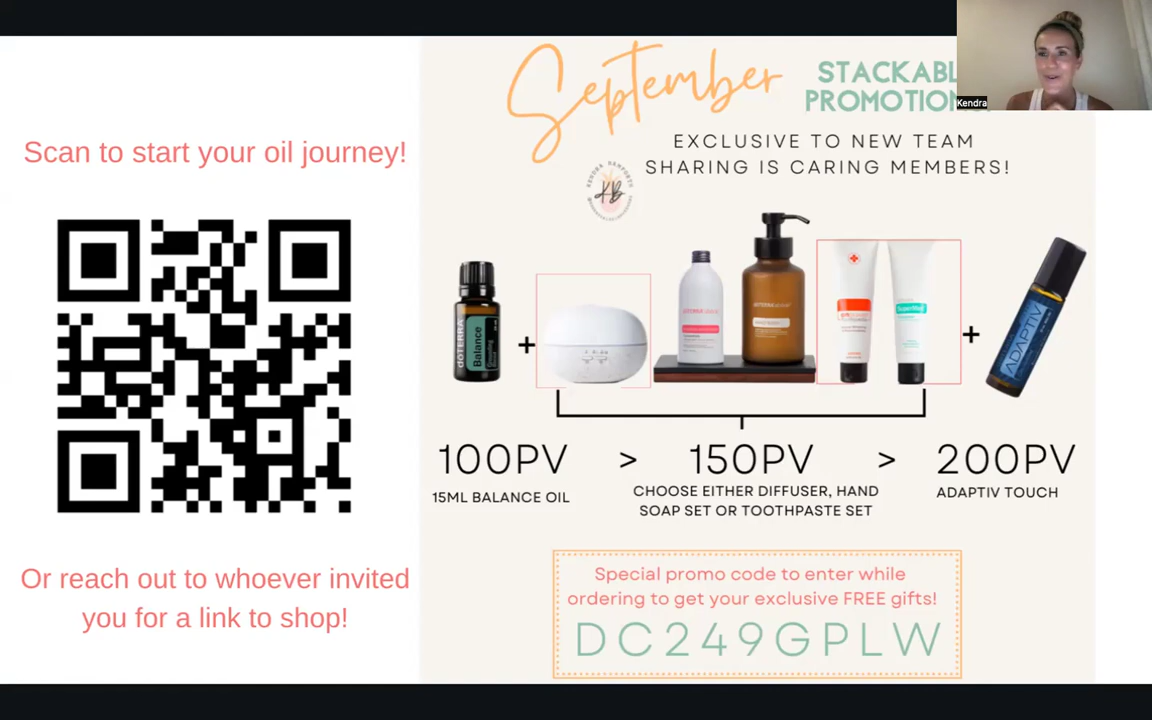 Scan to start your oil journey!
Or reach out to whoever invited
you for a link to shop!
September
STACKABL
PROMOTION
Kendra
EXCLUSIVE TO NEW TEAM
SHARING IS CARING MEMBERS!
KB
dōTERRA
Balance
+
SuperMint
+
ADAPTIV
100PV > 150PV > 200PV
15ML BALANCE OIL
CHOOSE EITHER DIFFUSER, HAND
SOAP SET OR TOOTHPASTE SET
ADAPTIV TOUCH
Special promo code to enter while
ordering to get your exclusive FREE gifts!
DC249GPLW